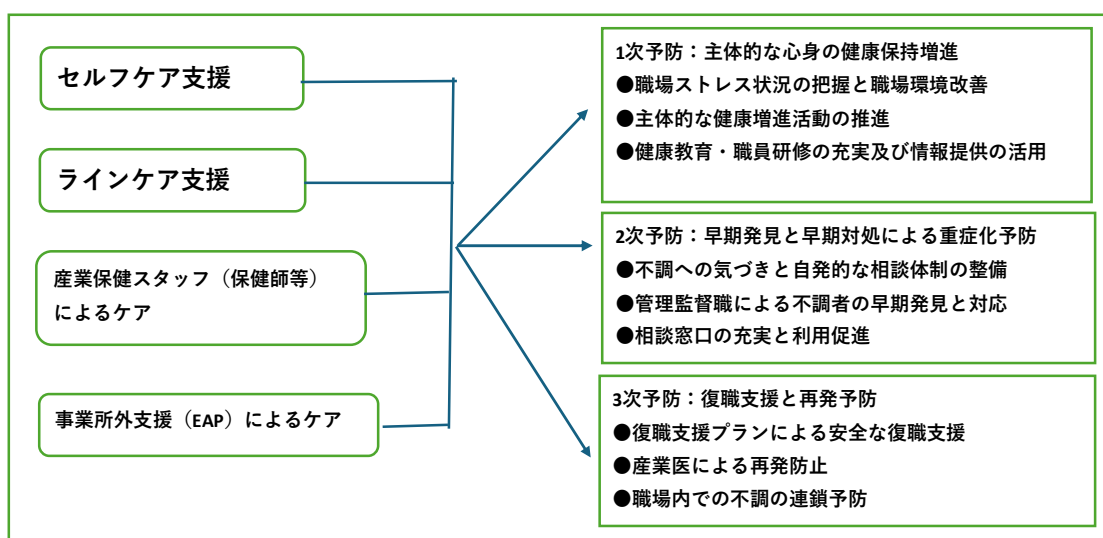 セルフケア支援
ラインケア支援
産業保健スタッフ（保健師等）
によるケア
事業所外支援（EAP）によるケア
1次予防：主体的な心身の健康保持増進
●職場ストレス状況の把握と職場環境改善
●主体的な健康増進活動の推進
●健康教育・職員研修の充実及び情報提供の活用
2次予防：早期発見と早期対処による重症化予防
●不調への気づきと自発的な相談体制の整備
●管理監督職による不調者の早期発見と対応
●相談窓口の充実と利用促進
3次予防：復職支援と再発予防
●復職支援プランによる安全な復職支援
●産業医による再発防止
●職場内での不調の連鎖予防